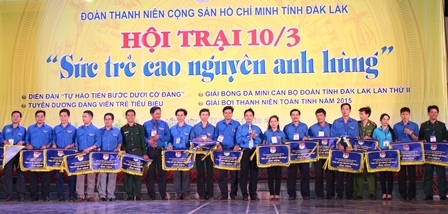 ĐOÀN THANH NIÊN CỘNG SẢN HỒ CHÍ MINH TỈNH ĐẮK LẮK
HỘI TRẠI 10/3
"Sức trẻ cao nguyên anh hùng"
• DIỄN ĐÀN "TỰ HÀO TIẾN BƯỚC DƯỚI CỜ ĐẢNG"
• TUYÊN DƯƠNG ĐẢNG VIÊN TRẺ TIÊU BIỂU
• GIẢI BÓNG ĐÁ MINI CÁN BỘ ĐOÀN TỈNH ĐẮK LẮK LẦN THỨ II
• GIẢI BƠI THANH NIÊN TOÀN TỈNH NĂM 2015